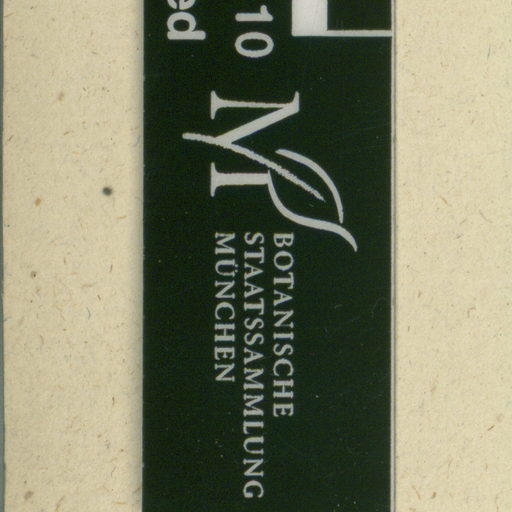 10
ed
BOTANISCHE
STAATSSAMMLUNG
MÜNCHEN